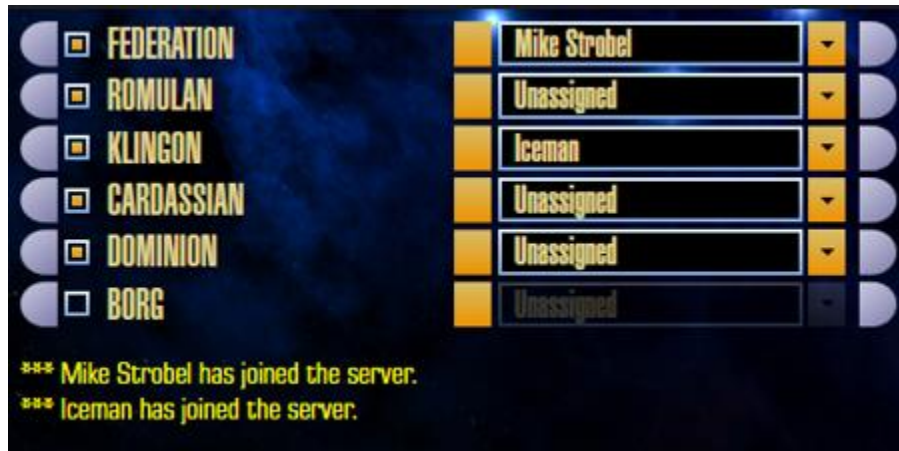 FEDERATION Mike Strobel
ROMULAN Unassigned
KLINGON Iceman
CARDASSIAN Unassigned
DOMINION Unassigned
BORG Unassigned
*** Mike Strobel has joined the server.
*** Iceman has joined the server.